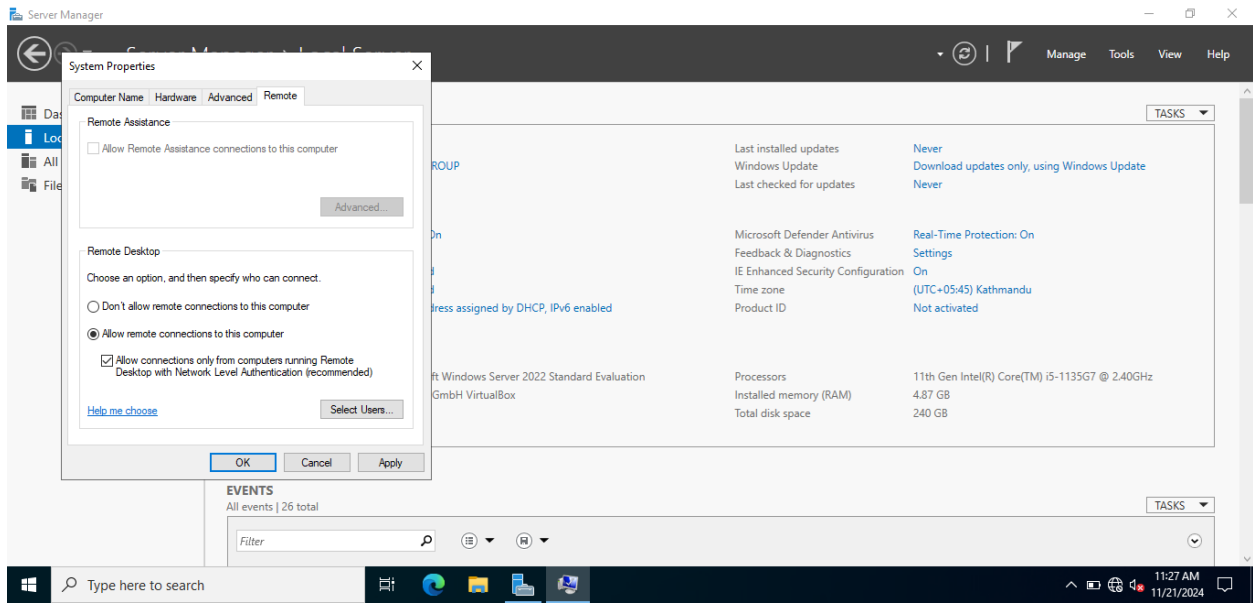 Server Manager
System Properties
Computer Name Hardware Advanced Remote
Remote Assistance
Allow Remote Assistance connections to this computer
Advanced...
Remote Desktop
Choose an option, and then specify who can connect.
Don't allow remote connections to this computer
Allow remote connections to this computer
Allow connections only from computers running Remote
Desktop with Network Level Authentication (recommended)
Help me choose
Select Users...
OK Cancel Apply
Manage Tools View Help
All
File
TASKS
Last installed updates Never
Windows Update Download updates only, using Windows Update
Last checked for updates Never
Microsoft Defender Antivirus Real-Time Protection: On
Feedback & Diagnostics Settings
IE Enhanced Security Configuration On
Time zone (UTC+05:45) Kathmandu
dress assigned by DHCP, IPv6 enabled
Product ID Not activated
ft Windows Server 2022 Standard Evaluation
GmbH VirtualBox
Processors 11th Gen Intel(R) Core(TM) i5-1135G7 @ 2.40GHz
Installed memory (RAM) 4.87 GB
Total disk space 240 GB
EVENTS
All events | 26 total
TASKS
Filter
Type here to search
11:27 AM
11/21/2024